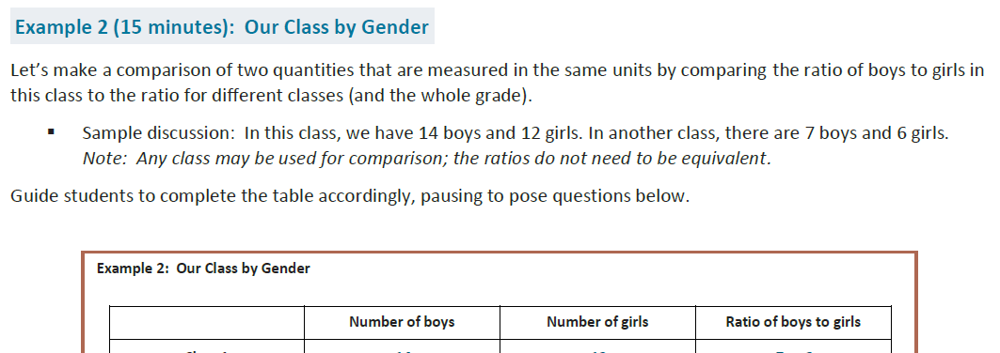 Example 2 (15 minutes):  Our Class by Gender
Let's make a comparison of two quantities that are measured in the same units by comparing the ratio of boys to girls in
this class to the ratio for different classes (and the whole grade).
▪ Sample discussion:  In this class, we have 14 boys and 12 girls. In another class, there are 7 boys and 6 girls.
Note:  Any class may be used for comparison; the ratios do not need to be equivalent.
Guide students to complete the table accordingly, pausing to pose questions below.
Example 2:  Our Class by Gender
Number of boys Number of girls Ratio of boys to girls